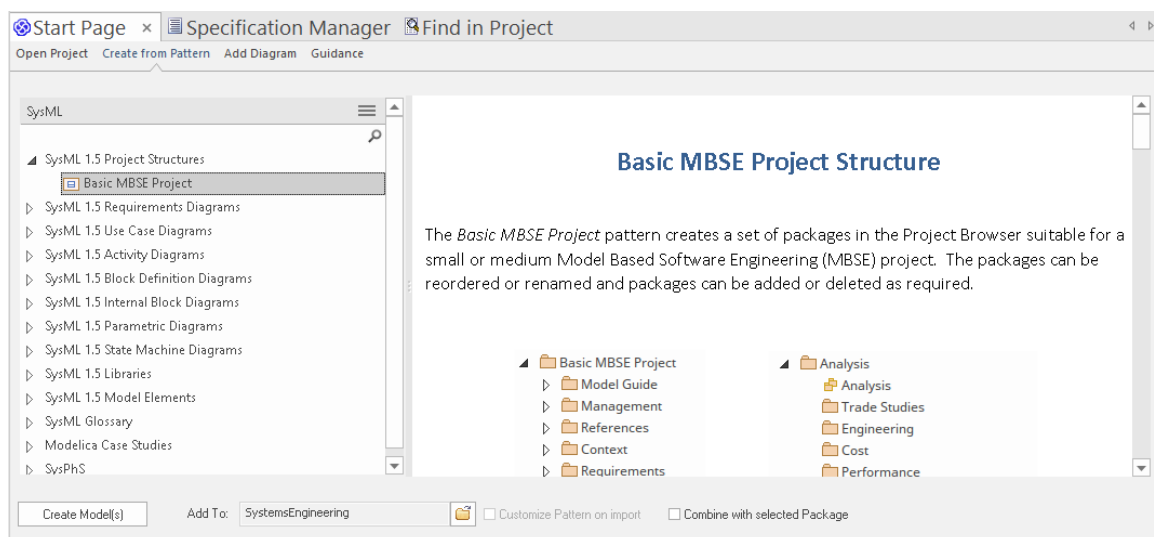 Start Page × Specification Manager Find in Project
Open Project Create from Pattern Add Diagram Guidance
SysML
SysML 1.5 Project Structures
Basic MBSE Project
SysML 1.5 Requirements Diagrams
SysML 1.5 Use Case Diagrams
SysML 1.5 Activity Diagrams
SysML 1.5 Block Definition Diagrams
SysML 1.5 Internal Block Diagrams
SysML 1.5 Parametric Diagrams
SysML 1.5 State Machine Diagrams
SysML 1.5 Libraries
SysML 1.5 Model Elements
SysML Glossary
Modelica Case Studies
SysPhS
Basic MBSE Project Structure
The Basic MBSE Project pattern creates a set of packages in the Project Browser suitable for a
small or medium Model Based Software Engineering (MBSE) project. The packages can be
reordered or renamed and packages can be added or deleted as required.
Basic MBSE Project
Model Guide
Management
References
Context
Requirements
Analysis
Analysis
Trade Studies
Engineering
Cost
Performance
Create Model(s) Add To: SystemsEngineering Customize Pattern on import Combine with selected Package